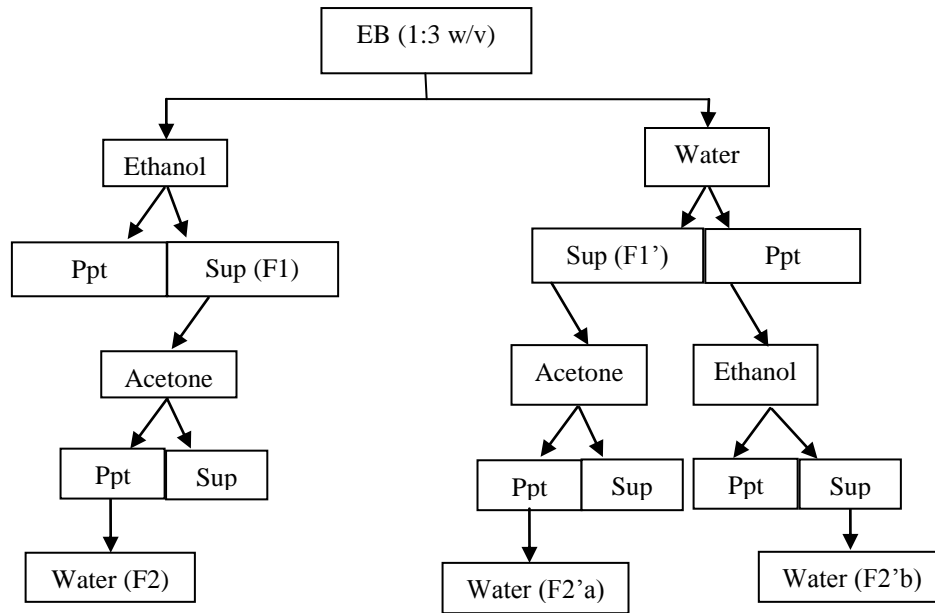 EB (1:3 w/v)
Ethanol
Water
Ppt
Sup (F1)
Sup (F1’)
Ppt
Acetone
Acetone
Ethanol
Ppt
Sup
Ppt
Sup
Ppt
Sup
Water (F2)
Water (F2’a)
Water (F2’b)